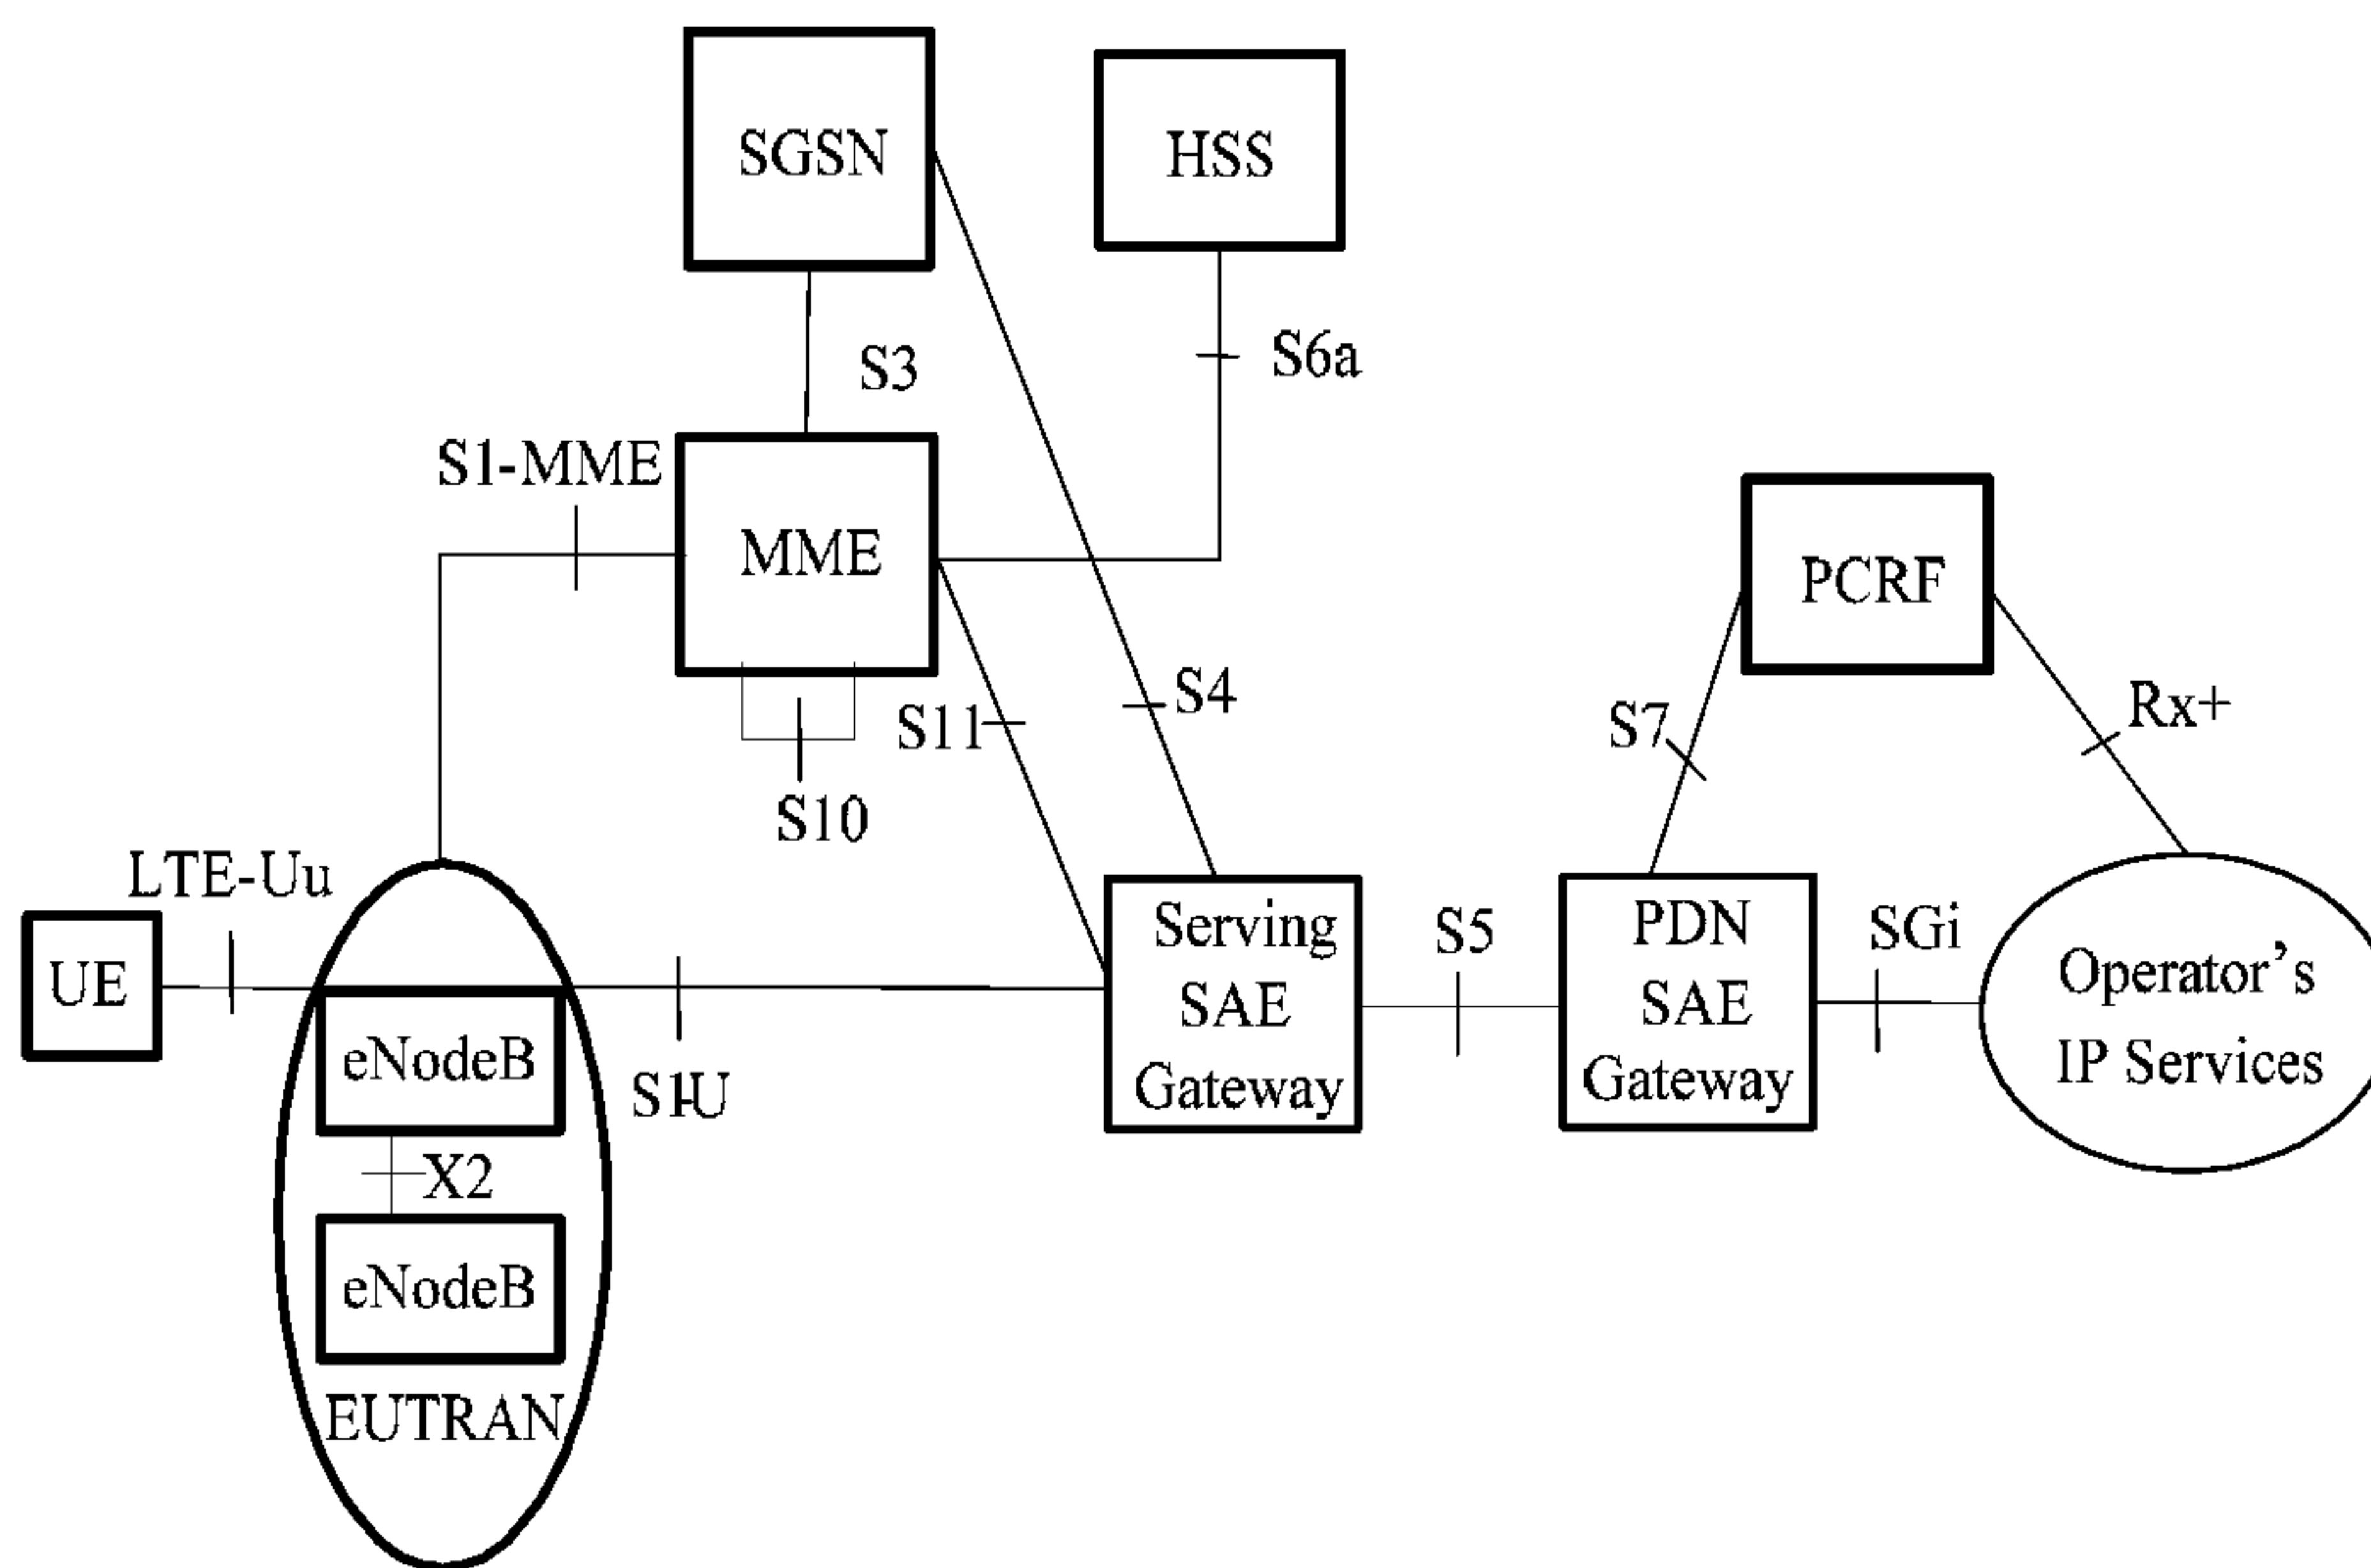 SGSN
HSS
S3
S6a
S1-MME
MME
PCRF
S11
S4
S7
Rx+
S10
LTE-Uu
UE
Serving
SAE
Gateway
S5
PDN
SAE
Gateway
SGi
Operator’s
IP Services
eNodeB
S1-U
X2
eNodeB
EUTRAN